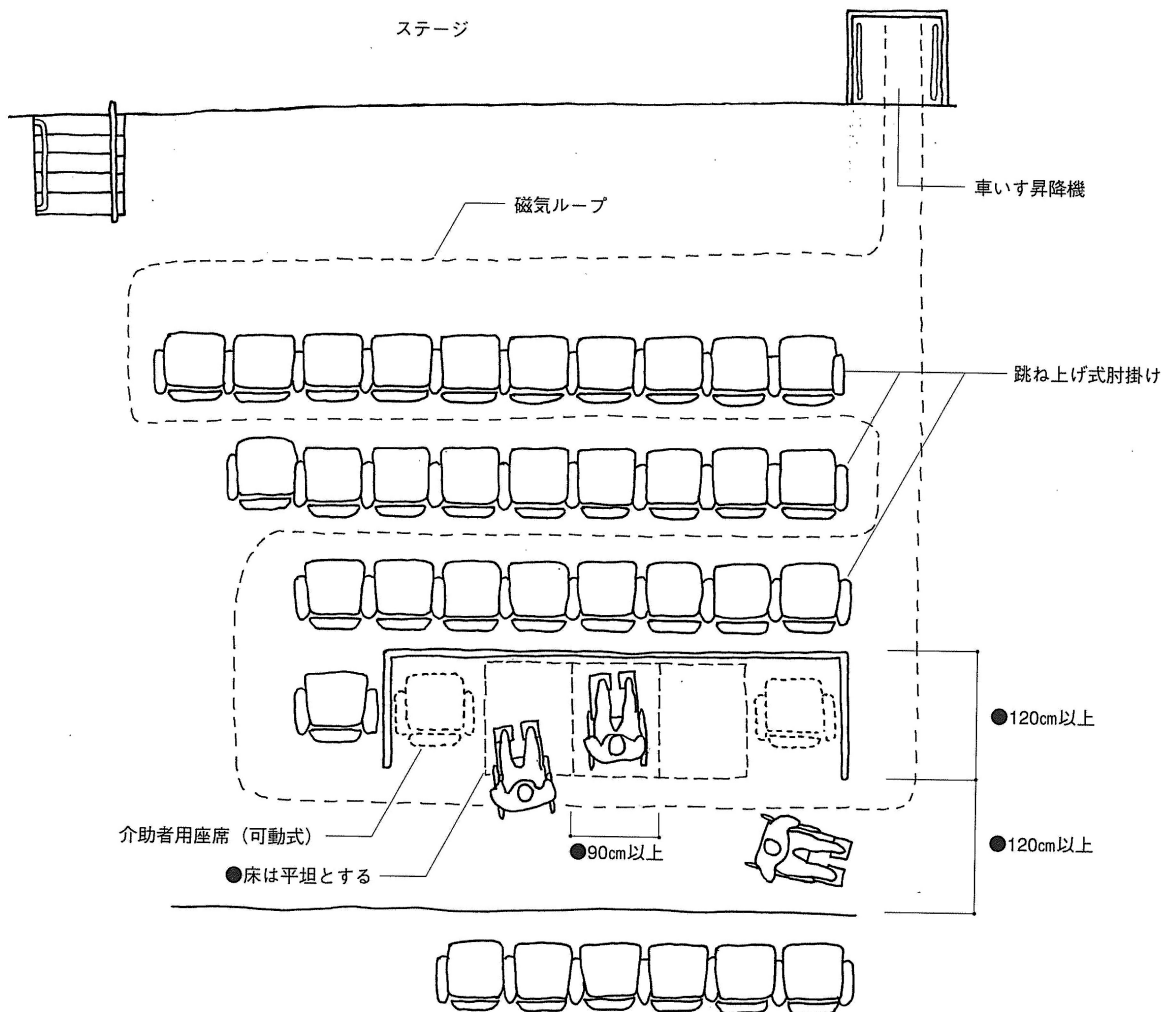 ステージ
車いす昇降機
磁気ループ
跳ね上げ式肘掛け
●120cm以上
介助者用座席（可動式）
●90cm以上
●120cm以上
●床は平坦とする